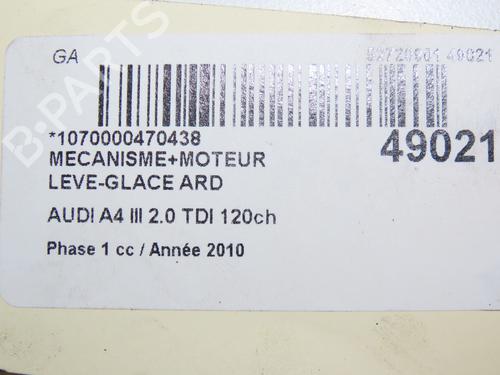 GA
49021
*1070000470438
49021
MECANISME+MOTEUR
LEVE-GLACE ARD
AUDI A4 III 2.0 TDI 120ch
Phase 1 cc / Année 2010
B-PARTS